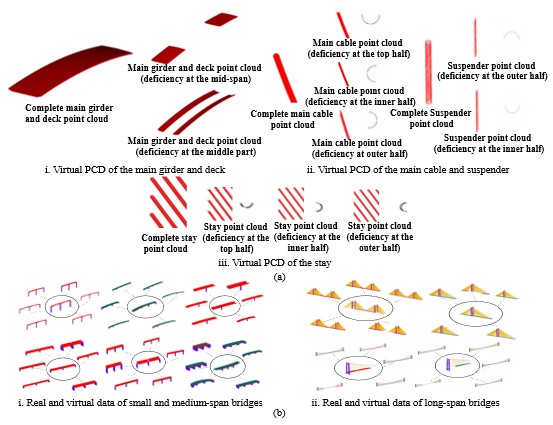 Main girder and deck point cloud
(deficiency at the mid-span)
Complete main girder
and deck point cloud
Main girder and deck point cloud
(deficiency at the middle part)
i. Virtual PCD of the main girder and deck
Main cable point cloud
(deficiency at the top half)
Main cable point cloud
(deficiency at the inner half)
Complete main cable
point cloud
Main cable point cloud
(deficiency at outer half)
Suspender point cloud
(deficiency at the outer half)
Complete Suspender
point cloud
Suspender point cloud
(deficiency at the inner half)
ii. Virtual PCD of the main cable and suspender
Complete stay
point cloud
Stay point cloud
(deficiency at the
top half)
Stay point cloud
(deficiency at the
inner half)
Stay point cloud
(deficiency at the
outer half)
iii. Virtual PCD of the stay
(a)
i. Real and virtual data of small and medium-span bridges
ii. Real and virtual data of long-span bridges
(b)